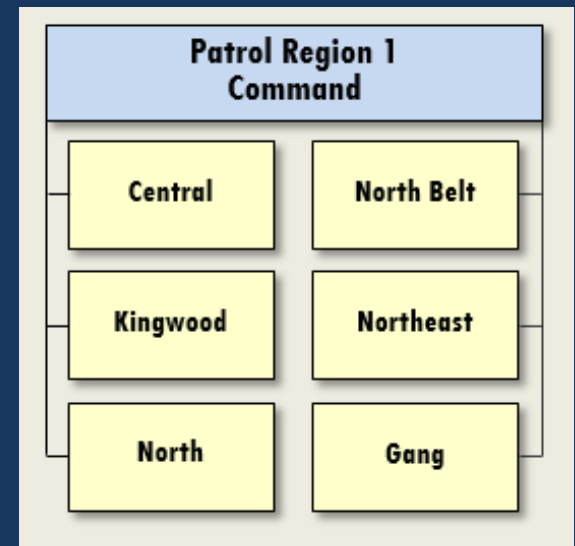 Patrol Region 1
Command
Central
North Belt
Kingwood
Northeast
North
Gang